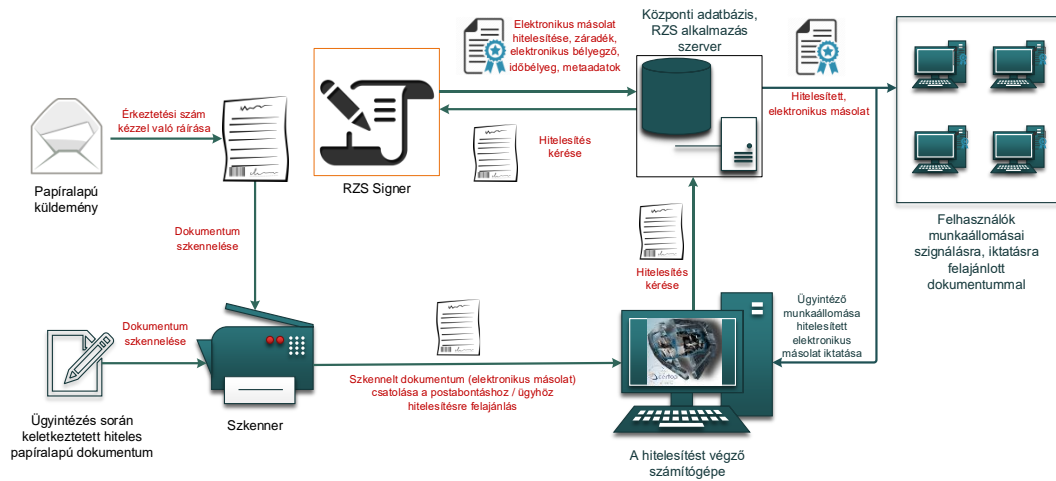 Elektronikus másolat
hitelesítése, záradék,
elektronikus bélyegző,
időbélyeg, metaadatok
Központi adatbázis,
RZS alkalmazás
szerver
Érkeztetési szám
kézzel való ráírása
Hitelesített,
elektronikus másolat
Hitelesítés
kérése
Papíralapú
küldemény
RZS Signer
Felhasználók
munkaállomásai
szignálásra, iktatásra
felajánlott
dokumentummal
Dokumentum
szkennelése
Hitelesítés
kérése
Ügyintéző
munkaállomása
hitelesített
elektronikus
másolat iktatása
Dokumentum
szkennelése
Szkennelt dokumentum (elektronikus másolat)
csatolása a postabontáshoz / ügyhöz
hitelesítésre felajánlás
Ügyintézés során
keletkeztetett hiteles
papíralapú dokumentum
Szkenner
A hitelesítést végző
számítógépe